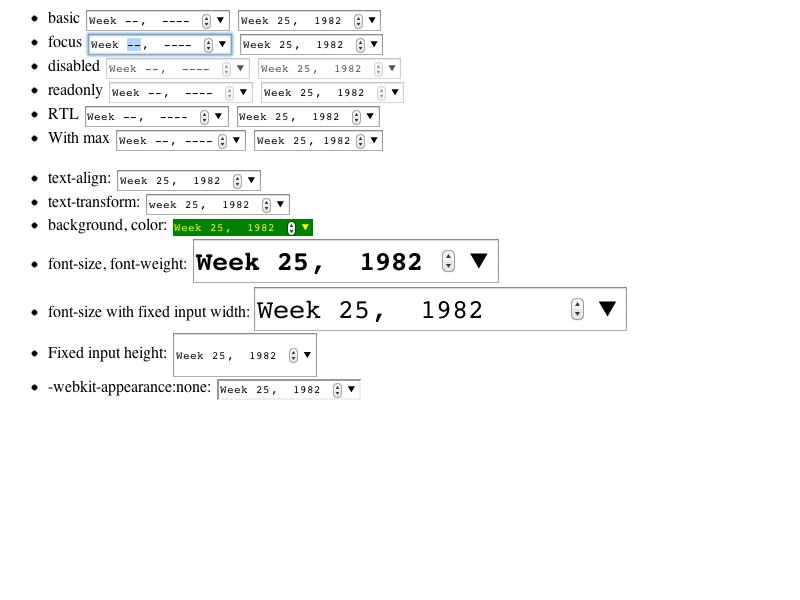 basic Week --, ---- Week 25, 1982
focus Week --, ---- Week 25, 1982
disabled Week --, ---- Week 25, 1982
readonly Week --, ---- Week 25, 1982
RTL Week --, ---- Week 25, 1982
With max Week --, ---- Week 25, 1982
text-align: Week 25, 1982
text-transform: week 25, 1982
background, color: Week 25, 1982
font-size, font-weight: Week 25, 1982
font-size with fixed input width: Week 25, 1982
Fixed input height: Week 25, 1982
-webkit-appearance:none: Week 25, 1982